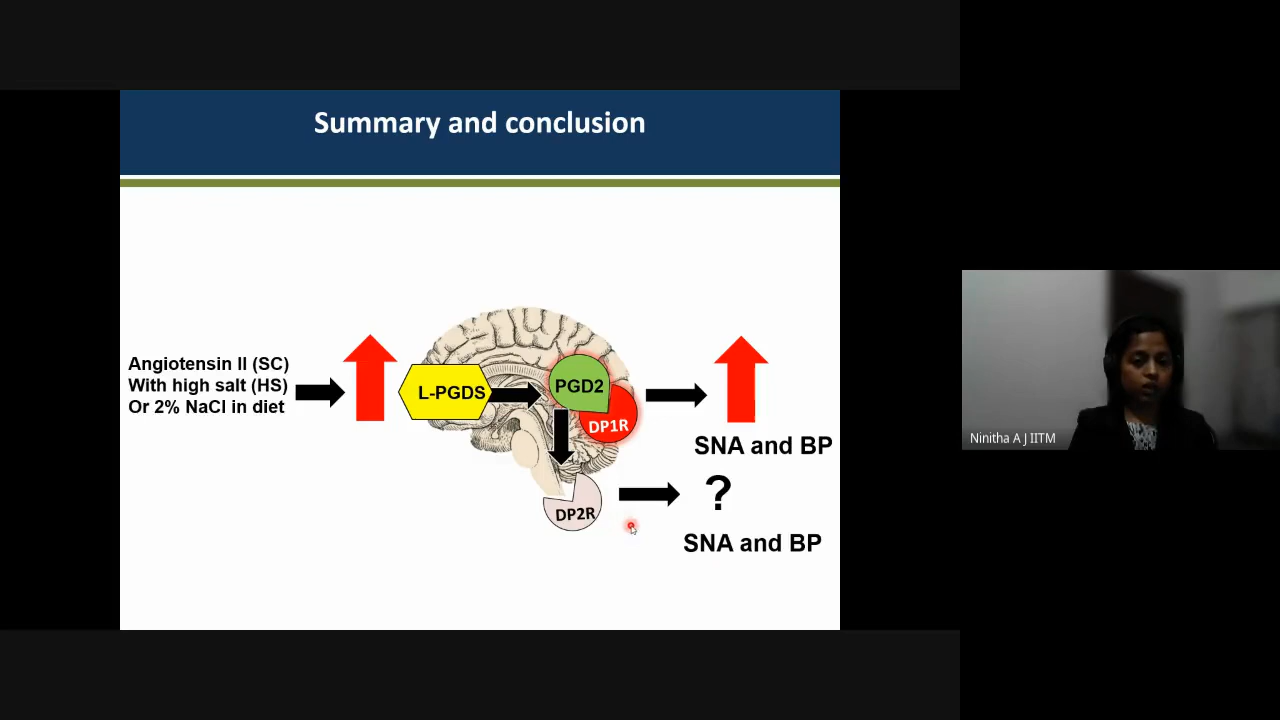 Summary and conclusion
Angiotensin II (SC)
With high salt (HS)
Or 2% NaCl in diet
L-PGDS
PGD2
DP1R
SNA and BP
DP2R
?
SNA and BP
Ninitha A J IITM